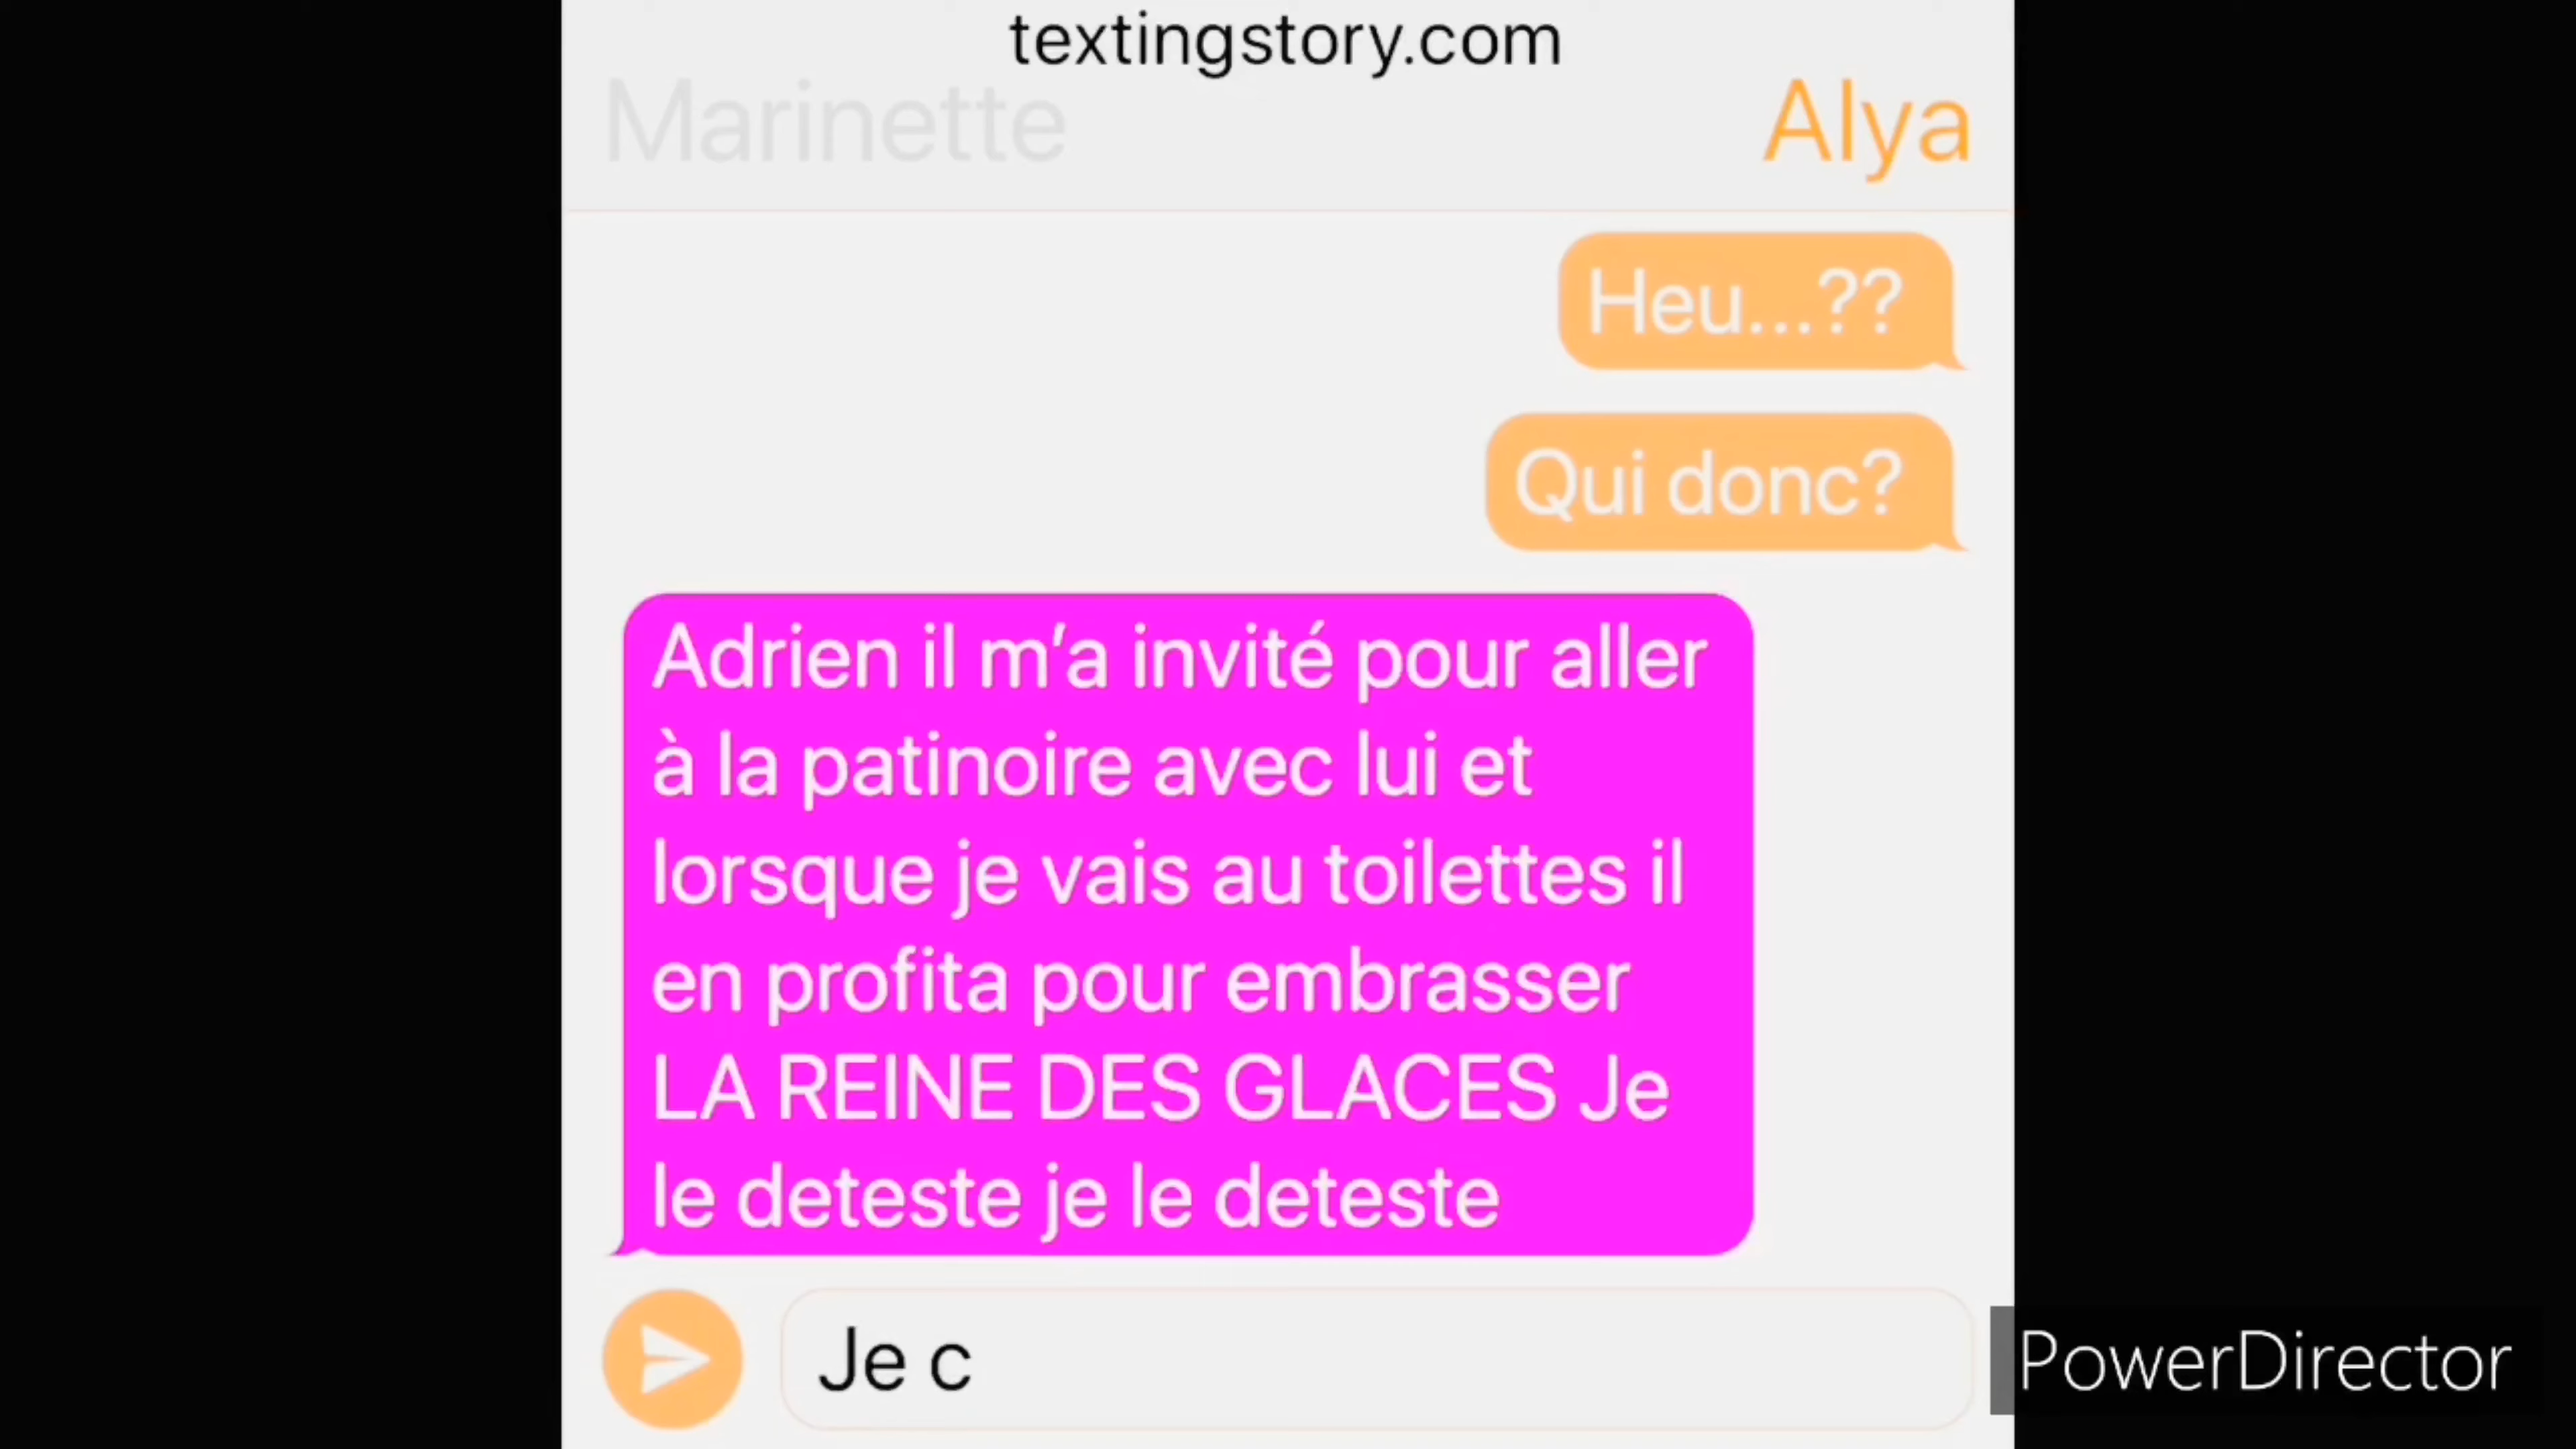 textingstory.com
Marinette
Alya
Heu...??
Qui donc?
Adrien il m'a invité pour aller
à la patinoire avec lui et
lorsque je vais au toilettes il
en profita pour embrasser
LA REINE DES GLACES Je
le deteste je le deteste
Je c
PowerDirector